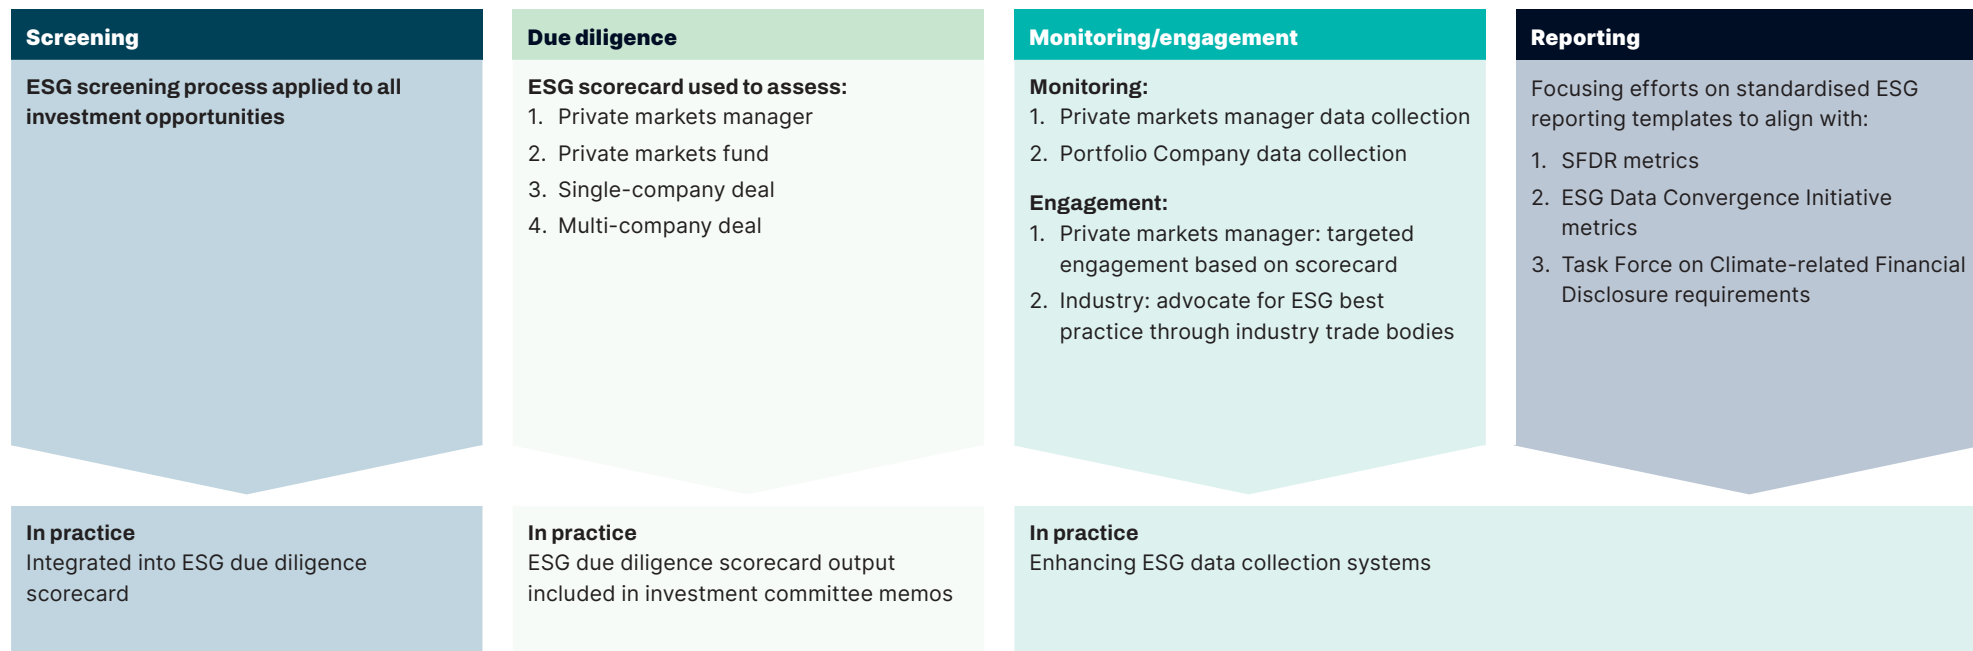 Screening
ESG screening process applied to all
investment opportunities
In practice
Integrated into ESG due diligence
scorecard
Due diligence
ESG scorecard used to assess:
1. Private markets manager
2. Private markets fund
3. Single-company deal
4. Multi-company deal
In practice
ESG due diligence scorecard output
included in investment committee memos
Monitoring/engagement
Monitoring:
1. Private markets manager data collection
2. Portfolio Company data collection
Engagement:
1. Private markets manager: targeted
engagement based on scorecard
2. Industry: advocate for ESG best
practice through industry trade bodies
Reporting
Focusing efforts on standardised ESG
reporting templates to align with:
1. SFDR metrics
2. ESG Data Convergence Initiative
metrics
3. Task Force on Climate-related Financial
Disclosure requirements
In practice
Enhancing ESG data collection systems